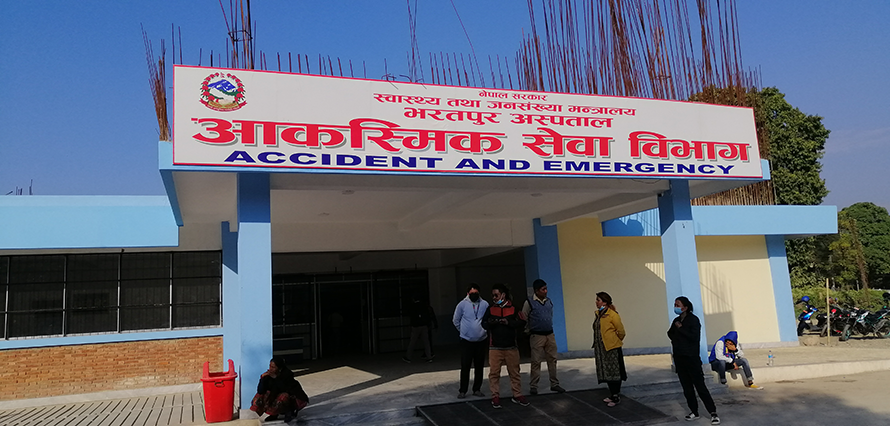 नेपाल सरकार
स्वास्थ्य तथा जनसंख्या मन्त्रालय
भरतपुर अस्पताल
आकस्मिक सेवा विभाग
ACCIDENT AND EMERGENCY